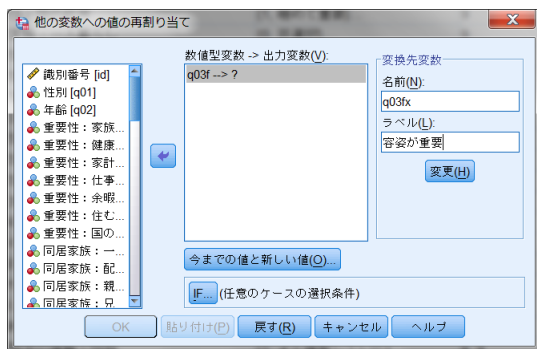 他の変数への値の再割り当て
識別番号 [id]
性別 [q01]
年齢 [q02]
重要性：家族...
重要性：健康...
重要性：家計...
重要性：仕事...
重要性：余暇...
重要性：住む...
重要性：国の...
同居家族：一...
同居家族：配...
同居家族：親...
同居家族：兄...
数値型変数 -> 出力変数(V):
q03f --> ?
変換先変数
名前(N):
q03fx
ラベル(L):
容姿が重要
変更(H)
今までの値と新しい値(O)...
IF... (任意のケースの選択条件)
OK 貼り付け(P) 戻す(R) キャンセル ヘルプ